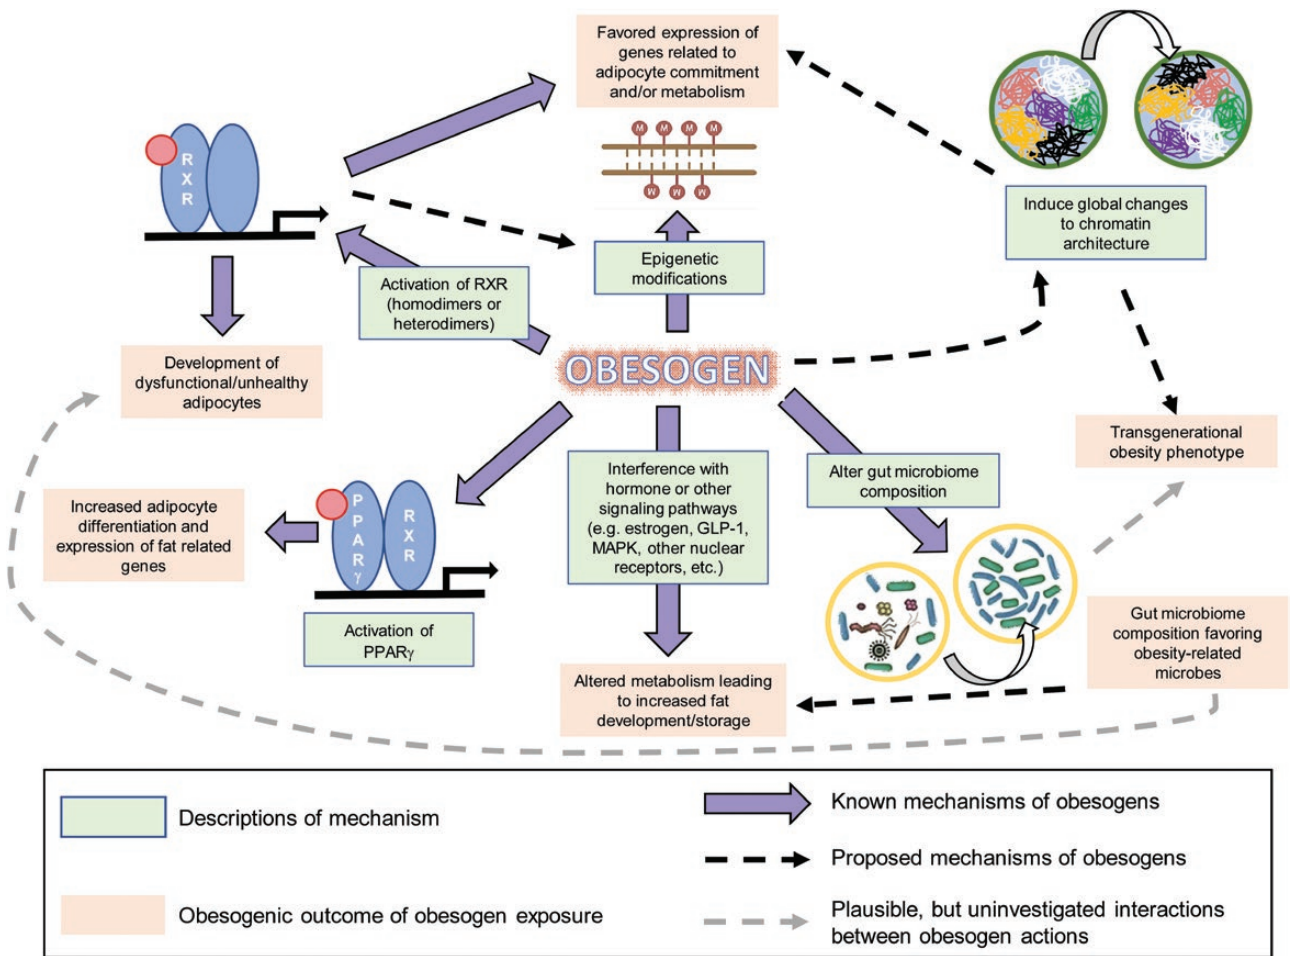 Favored expression of
genes related to
adipocyte commitment
and/or metabolism
M M M M
M M M
R
X
R
Induce global changes
to chromatin
architecture
Epigenetic
modifications
Activation of RXR
(homodimers or
heterodimers)
Development of
dysfunctional/unhealthy
adipocytes
OBESOGEN
Transgenerational
obesity phenotype
Interference with
hormone or other
signaling pathways
(e.g. estrogen, GLP-1,
MAPK, other nuclear
receptors, etc.)
Alter gut microbiome
composition
Increased adipocyte
differentiation and
expression of fat related
genes
P
P
A
R
γ
R
X
R
Activation of
PPARγ
Gut microbiome
composition favoring
obesity-related
microbes
Altered metabolism leading
to increased fat
development/storage
Descriptions of mechanism
Obesogenic outcome of obesogen exposure
Known mechanisms of obesogens
Proposed mechanisms of obesogens
Plausible, but uninvestigated interactions
between obesogen actions